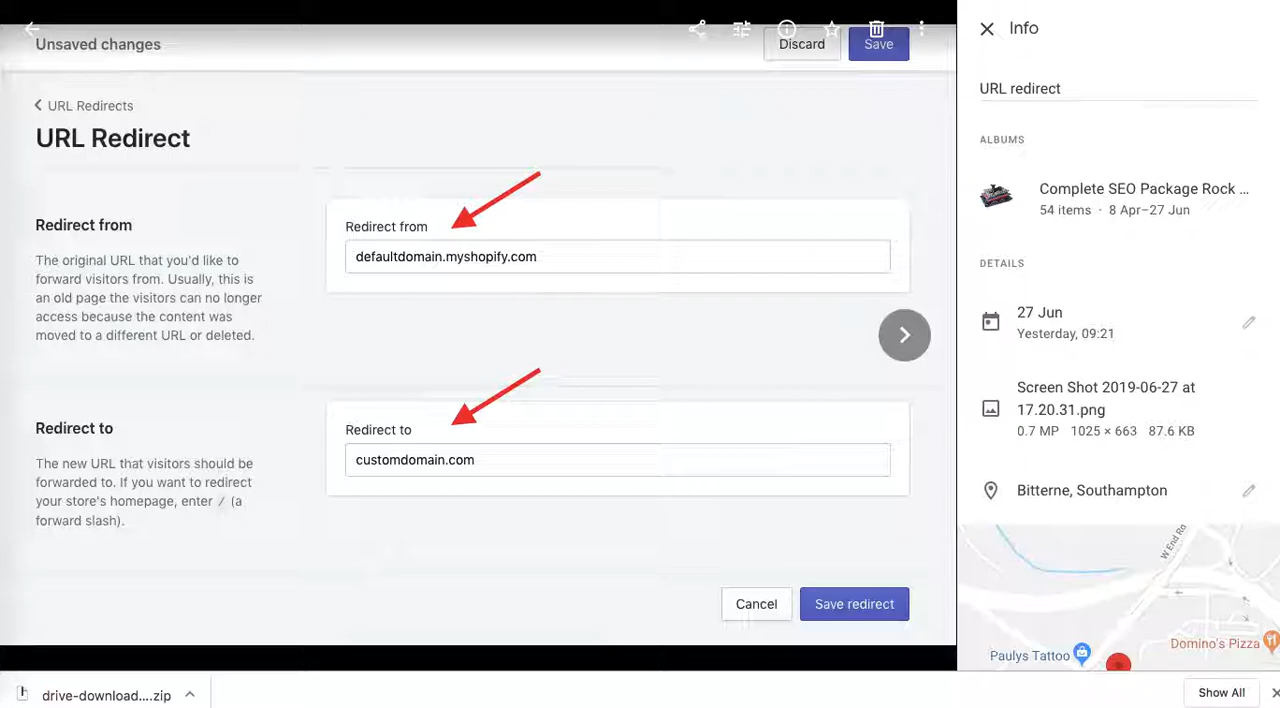 Unsaved changes
Discard
Save
URL Redirects
URL Redirect
Redirect from
The original URL that you'd like to
forward visitors from. Usually, this is
an old page the visitors can no longer
access because the content was
moved to a different URL or deleted.
Redirect from
defaultdomain.myshopify.com
Redirect to
The new URL that visitors should be
forwarded to. If you want to redirect
your store's homepage, enter / (a
forward slash).
Redirect to
customdomain.com
Cancel
Save redirect
Info
URL redirect
ALBUMS
Complete SEO Package Rock ...
54 items · 8 Apr–27 Jun
DETAILS
27 Jun
Yesterday, 09:21
Screen Shot 2019-06-27 at
17.20.31.png
0.7 MP 1025 × 663 87.6 KB
Bitterne, Southampton
W End Rd
Domino's Pizza
Paulys Tattoo
drive-download....zip
Show All